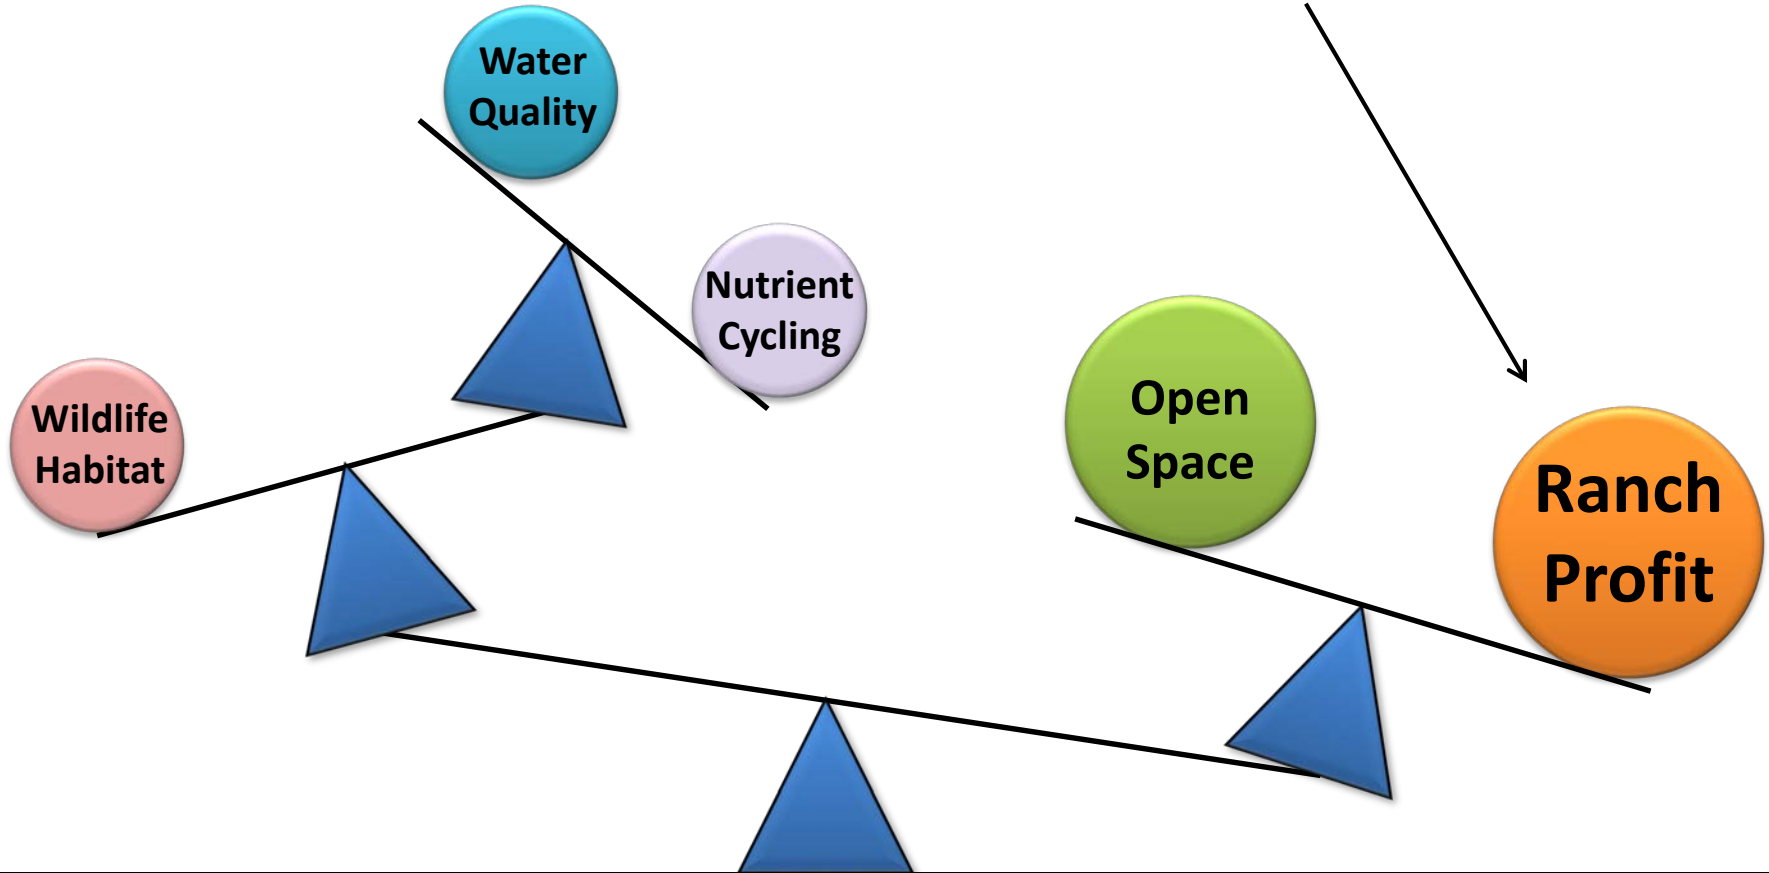 Water
Quality
Nutrient
Cycling
Wildlife
Habitat
Open
Space
Ranch
Profit